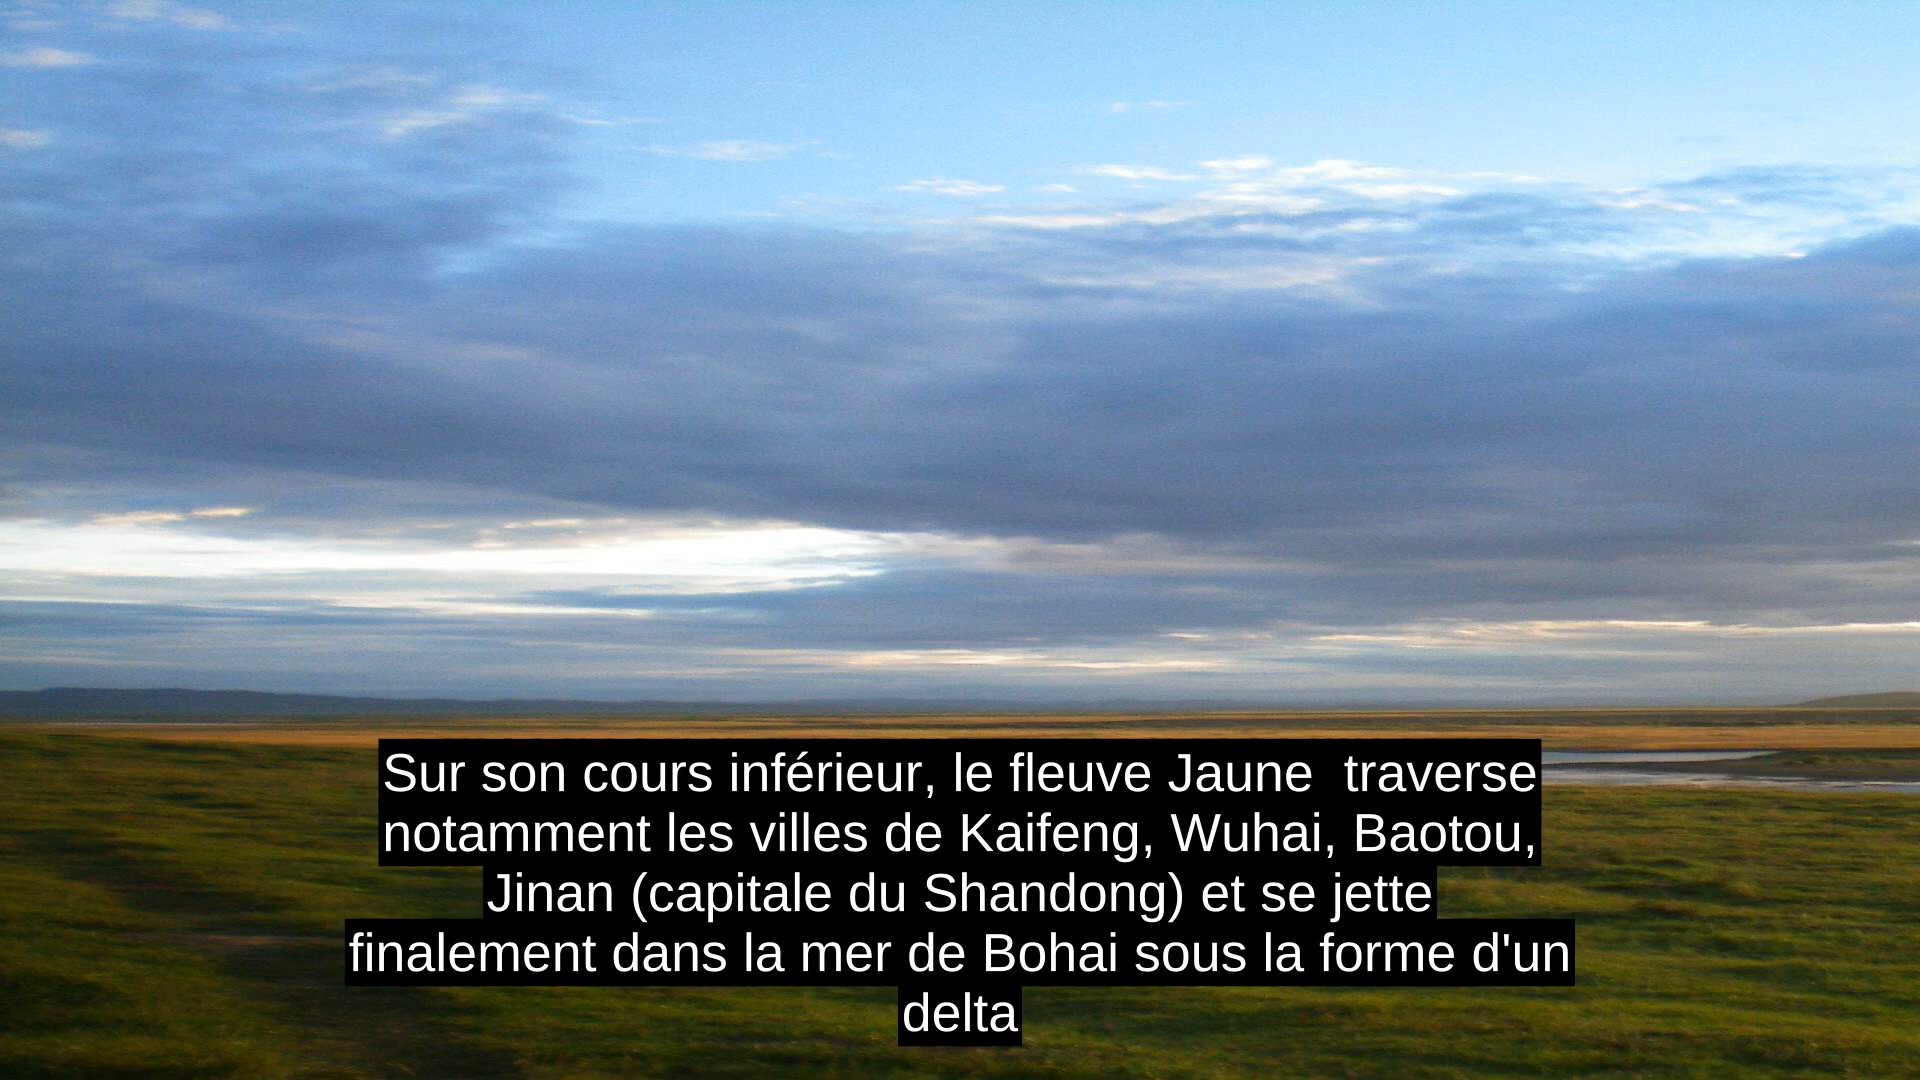 Sur son cours inférieur, le fleuve Jaune  traverse
notamment les villes de Kaifeng, Wuhai, Baotou,
Jinan (capitale du Shandong) et se jette
finalement dans la mer de Bohai sous la forme d'un
delta